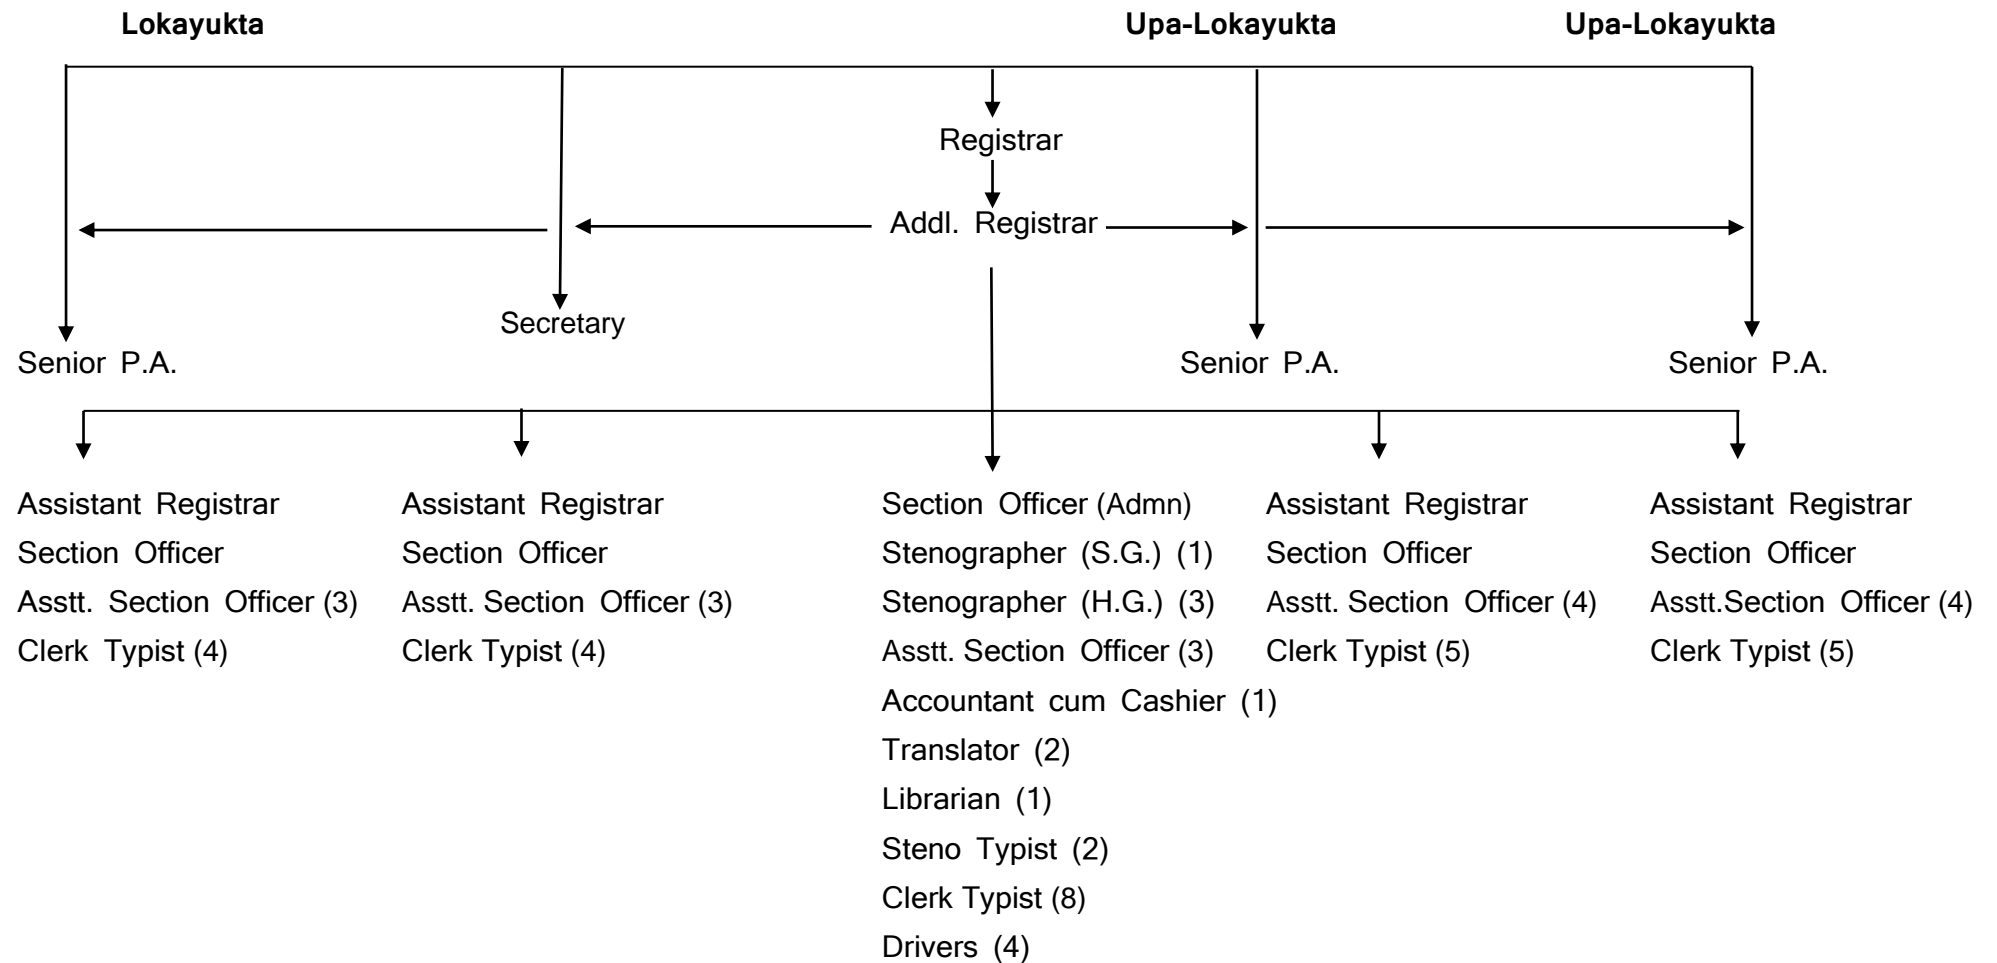 Lokayukta Upa-Lokayukta Upa-Lokayukta
Registrar
Addl. Registrar
Secretary
Senior P.A. Senior P.A. Senior P.A.
Assistant Registrar Assistant Registrar Section Officer (Admn) Assistant Registrar Assistant Registrar
Section Officer Section Officer Stenographer (S.G.) (1) Section Officer Section Officer
Asstt. Section Officer (3) Asstt. Section Officer (3) Stenographer (H.G.) (3) Asstt. Section Officer (4) Asstt.Section Officer (4)
Clerk Typist (4) Clerk Typist (4) Asstt. Section Officer (3) Clerk Typist (5) Clerk Typist (5)
Accountant cum Cashier (1)
Translator (2)
Librarian (1)
Steno Typist (2)
Clerk Typist (8)
Drivers (4)